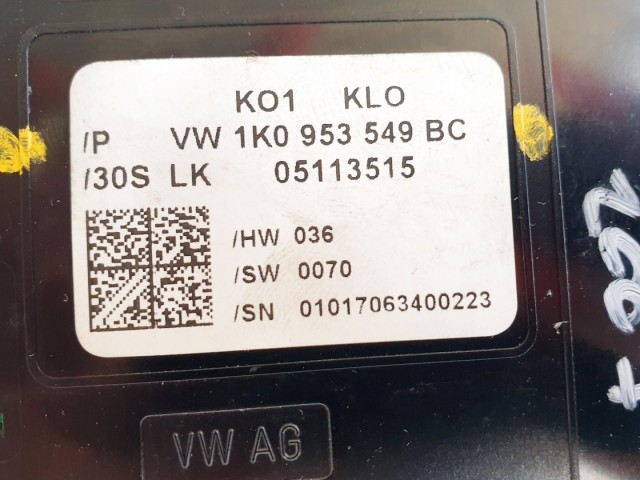 KO1 KLO
/P VW 1K0 953 549 BC
/30S LK 05113515
/HW 036
/SW 0070
/SN 01017063400223
VW AG